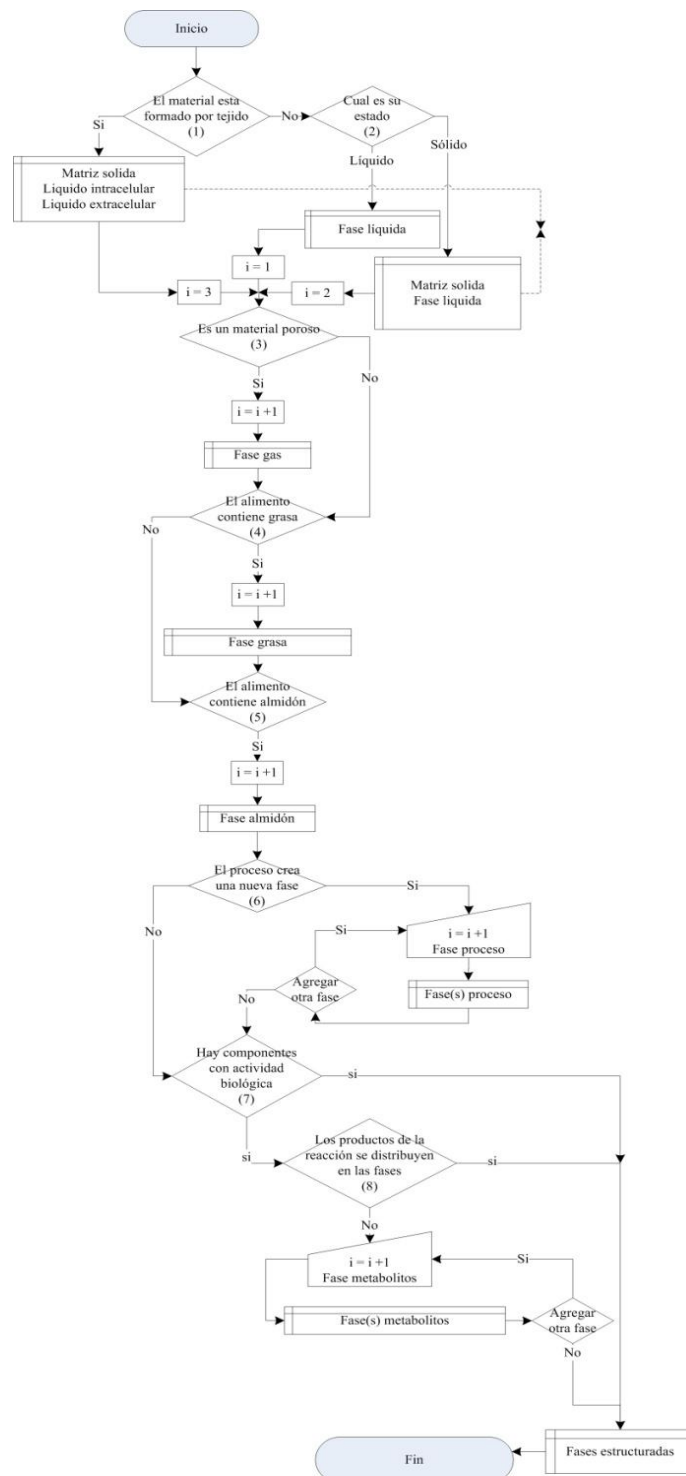 Inicio
El material esta
formado por tejido
(1)
No
Cual es su
estado
(2)
Si
Líquido
Sólido
Matriz solida
Liquido intracelular
Liquido extracelular
Fase liquida
i = 1
i = 3
i = 2
Matriz solida
Fase liquida
Es un material poroso
(3)
Si
No
i = i +1
Fase gas
El alimento
contiene grasa
(4)
No
Si
i = i +1
Fase grasa
El alimento
contiene almidón
(5)
Si
i = i +1
Fase almidón
El proceso crea
una nueva fase
(6)
Si
No
Si
i = i +1
Fase proceso
Agregar
otra fase
Fase(s) proceso
No
Hay componentes
con actividad
biológica
(7)
si
si
Los productos de la
reacción se distribuyen
en las fases
(8)
si
No
i = i +1
Fase metabolitos
Si
Fase(s) metabolitos
Agregar
otra fase
No
Fases estructuradas
Fin